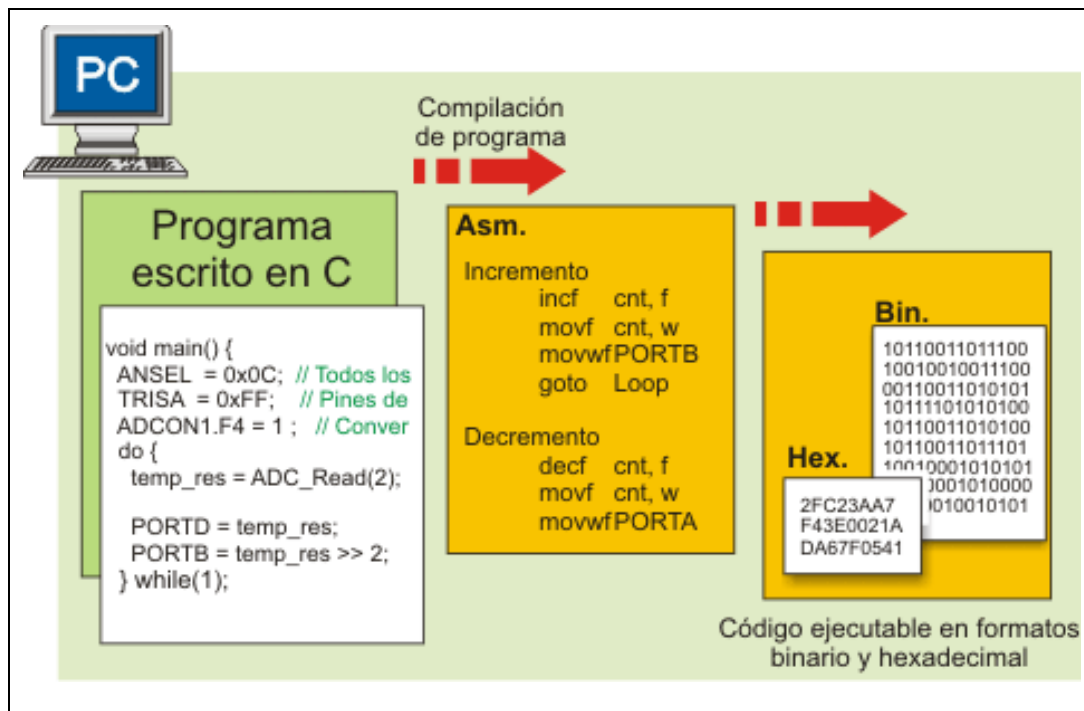 PC
Compilación
de programa
Programa
escrito en C
void main() {
ANSEL = 0x0C; // Todos los
TRISA = 0xFF; // Pines de
ADCON1.F4 = 1 ; // Conver
do {
temp_res = ADC_Read(2);
PORTD = temp_res;
PORTB = temp_res >> 2;
} while(1);
Asm.
Incremento
incf cnt, f
movf cnt, w
movwf PORTB
goto Loop
Decremento
decf cnt, f
movf cnt, w
movwf PORTA
Bin.
10110011011100
10010010011100
00110011010101
10111101010100
10110011010100
10110011011101
10010001010101
0001010000
010010101
Hex.
2FC23AA7
F43E0021A
DA67F0541
Código ejecutable en formatos
binario y hexadecimal